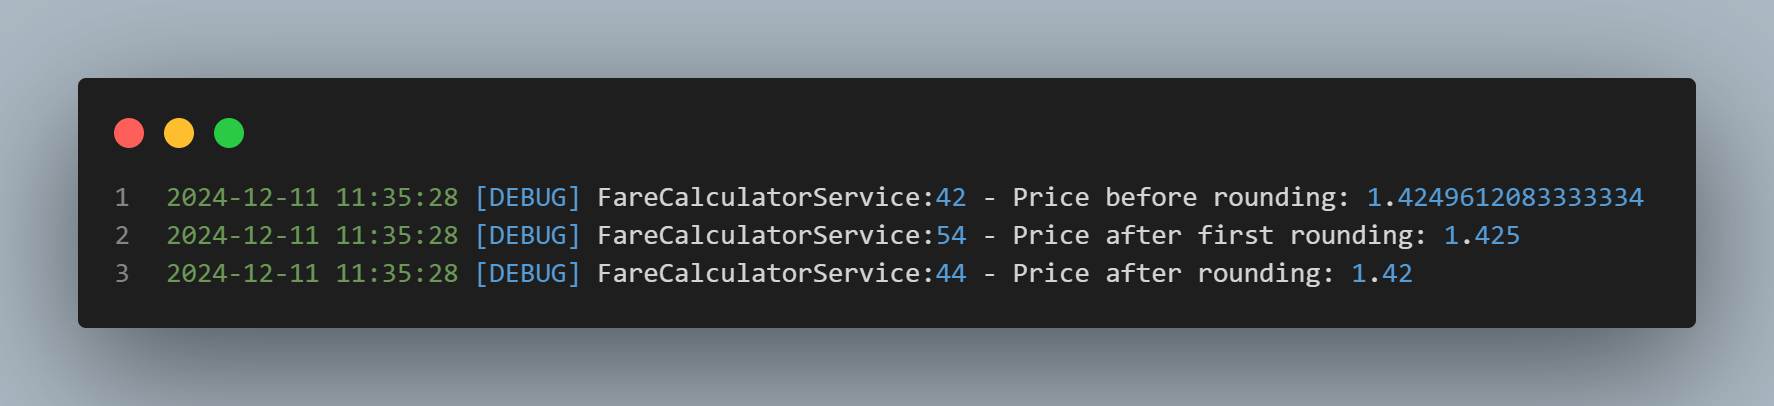 1 2024-12-11 11:35:28 [DEBUG] FareCalculatorService:42 - Price before rounding: 1.4249612083333334
2 2024-12-11 11:35:28 [DEBUG] FareCalculatorService:54 - Price after first rounding: 1.425
3 2024-12-11 11:35:28 [DEBUG] FareCalculatorService:44 - Price after rounding: 1.42